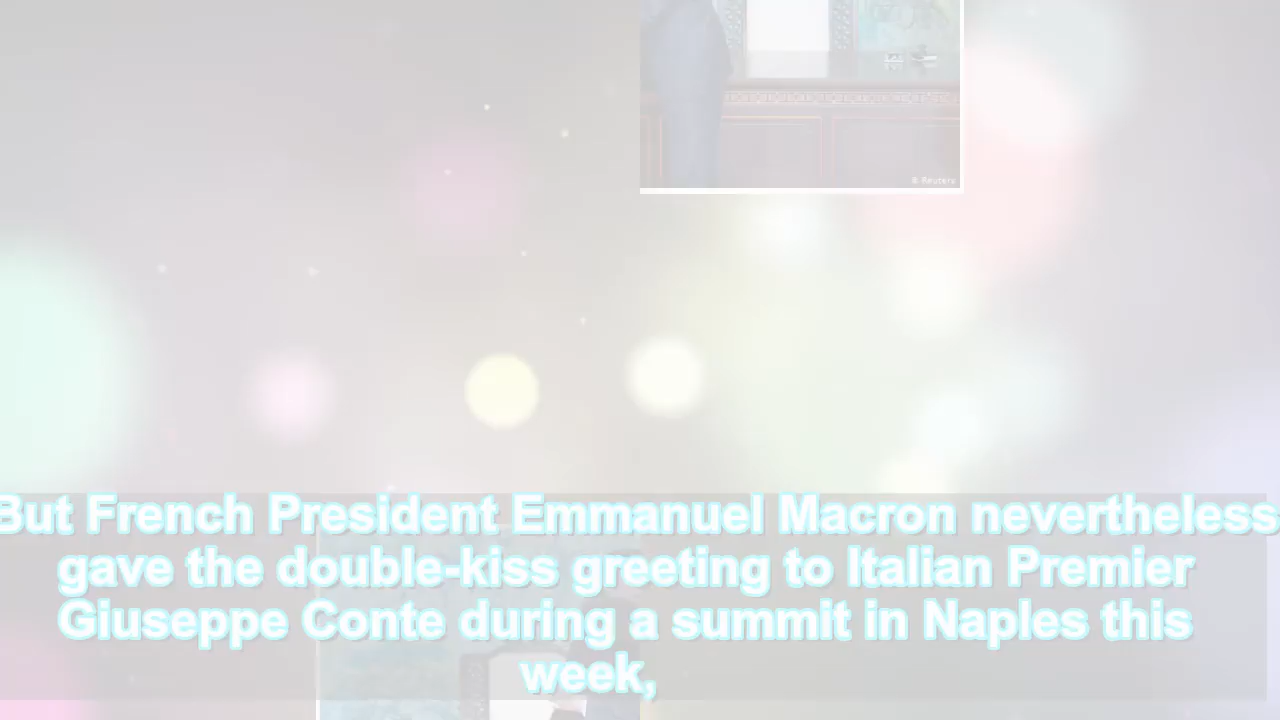 © Reuters
But French President Emmanuel Macron nevertheless
gave the double-kiss greeting to Italian Premier
Giuseppe Conte during a summit in Naples this
week,